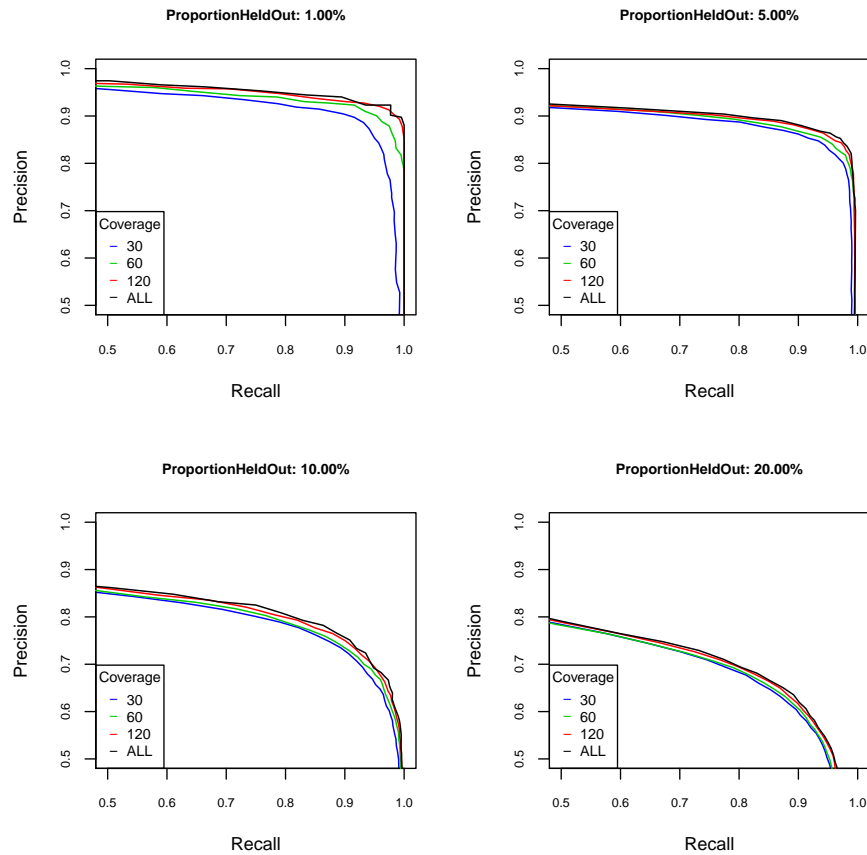 ProportionHeldOut: 1.00%
Precision
1.0
0.9
0.8
0.7
0.6
0.5
Coverage
30
60
120
ALL
0.5 0.6 0.7 0.8 0.9 1.0
Recall
ProportionHeldOut: 5.00%
Precision
1.0
0.9
0.8
0.7
0.6
0.5
Coverage
30
60
120
ALL
0.5 0.6 0.7 0.8 0.9 1.0
Recall
ProportionHeldOut: 10.00%
Precision
1.0
0.9
0.8
0.7
0.6
0.5
Coverage
30
60
120
ALL
0.5 0.6 0.7 0.8 0.9 1.0
Recall
ProportionHeldOut: 20.00%
Precision
1.0
0.9
0.8
0.7
0.6
0.5
Coverage
30
60
120
ALL
0.5 0.6 0.7 0.8 0.9 1.0
Recall